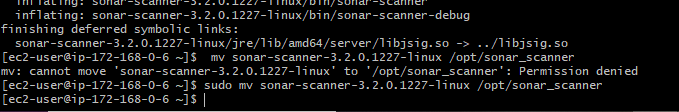 inflating: sonar-scanner-3.2.0.1227-linux/bin/sonar-scanner
inflating: sonar-scanner-3.2.0.1227-linux/bin/sonar-scanner-debug
finishing deferred symbolic links:
sonar-scanner-3.2.0.1227-linux/jre/lib/amd64/server/libjsig.so -> ../libjsig.so
[ec2-user@ip-172-168-0-6 ~]$  mv sonar-scanner-3.2.0.1227-linux /opt/sonar_scanner
mv: cannot move 'sonar-scanner-3.2.0.1227-linux' to '/opt/sonar_scanner': Permission denied
[ec2-user@ip-172-168-0-6 ~]$ sudo mv sonar-scanner-3.2.0.1227-linux /opt/sonar_scanner
[ec2-user@ip-172-168-0-6 ~]$